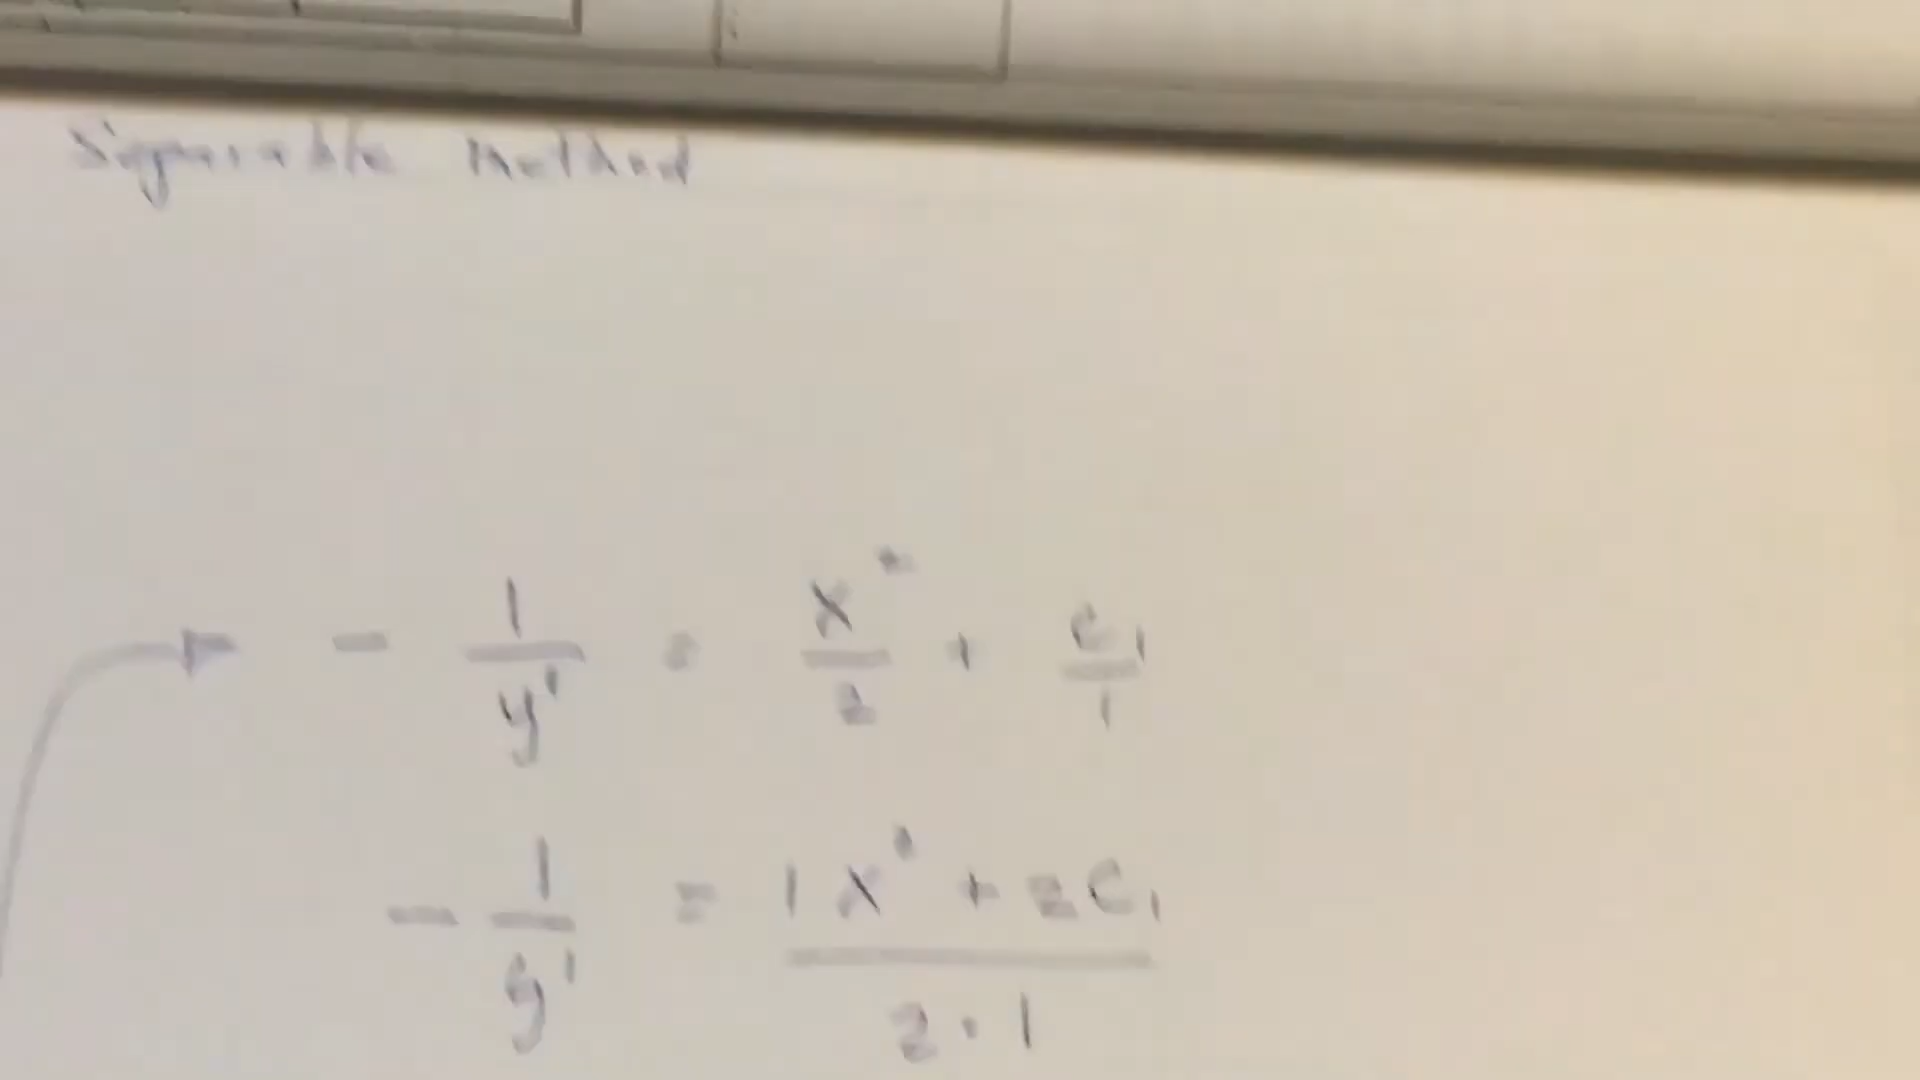 Separable Method
- 1/y' = x²/2 + c₁/1
- 1/y' = (1x² + 2c₁)/(2·1)